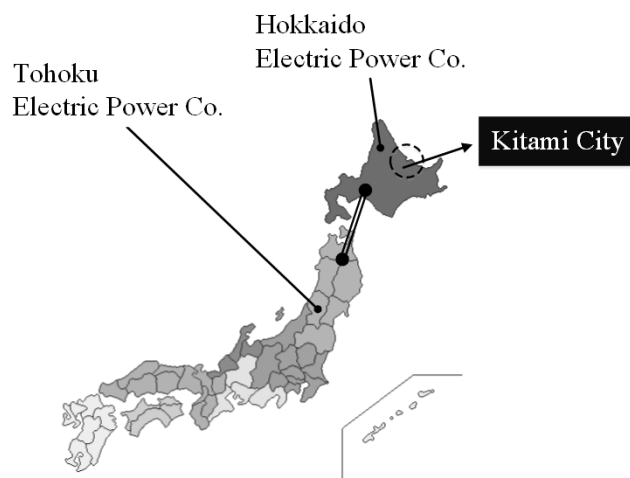 Hokkaido
Electric Power Co.
Tohoku
Electric Power Co.
Kitami City